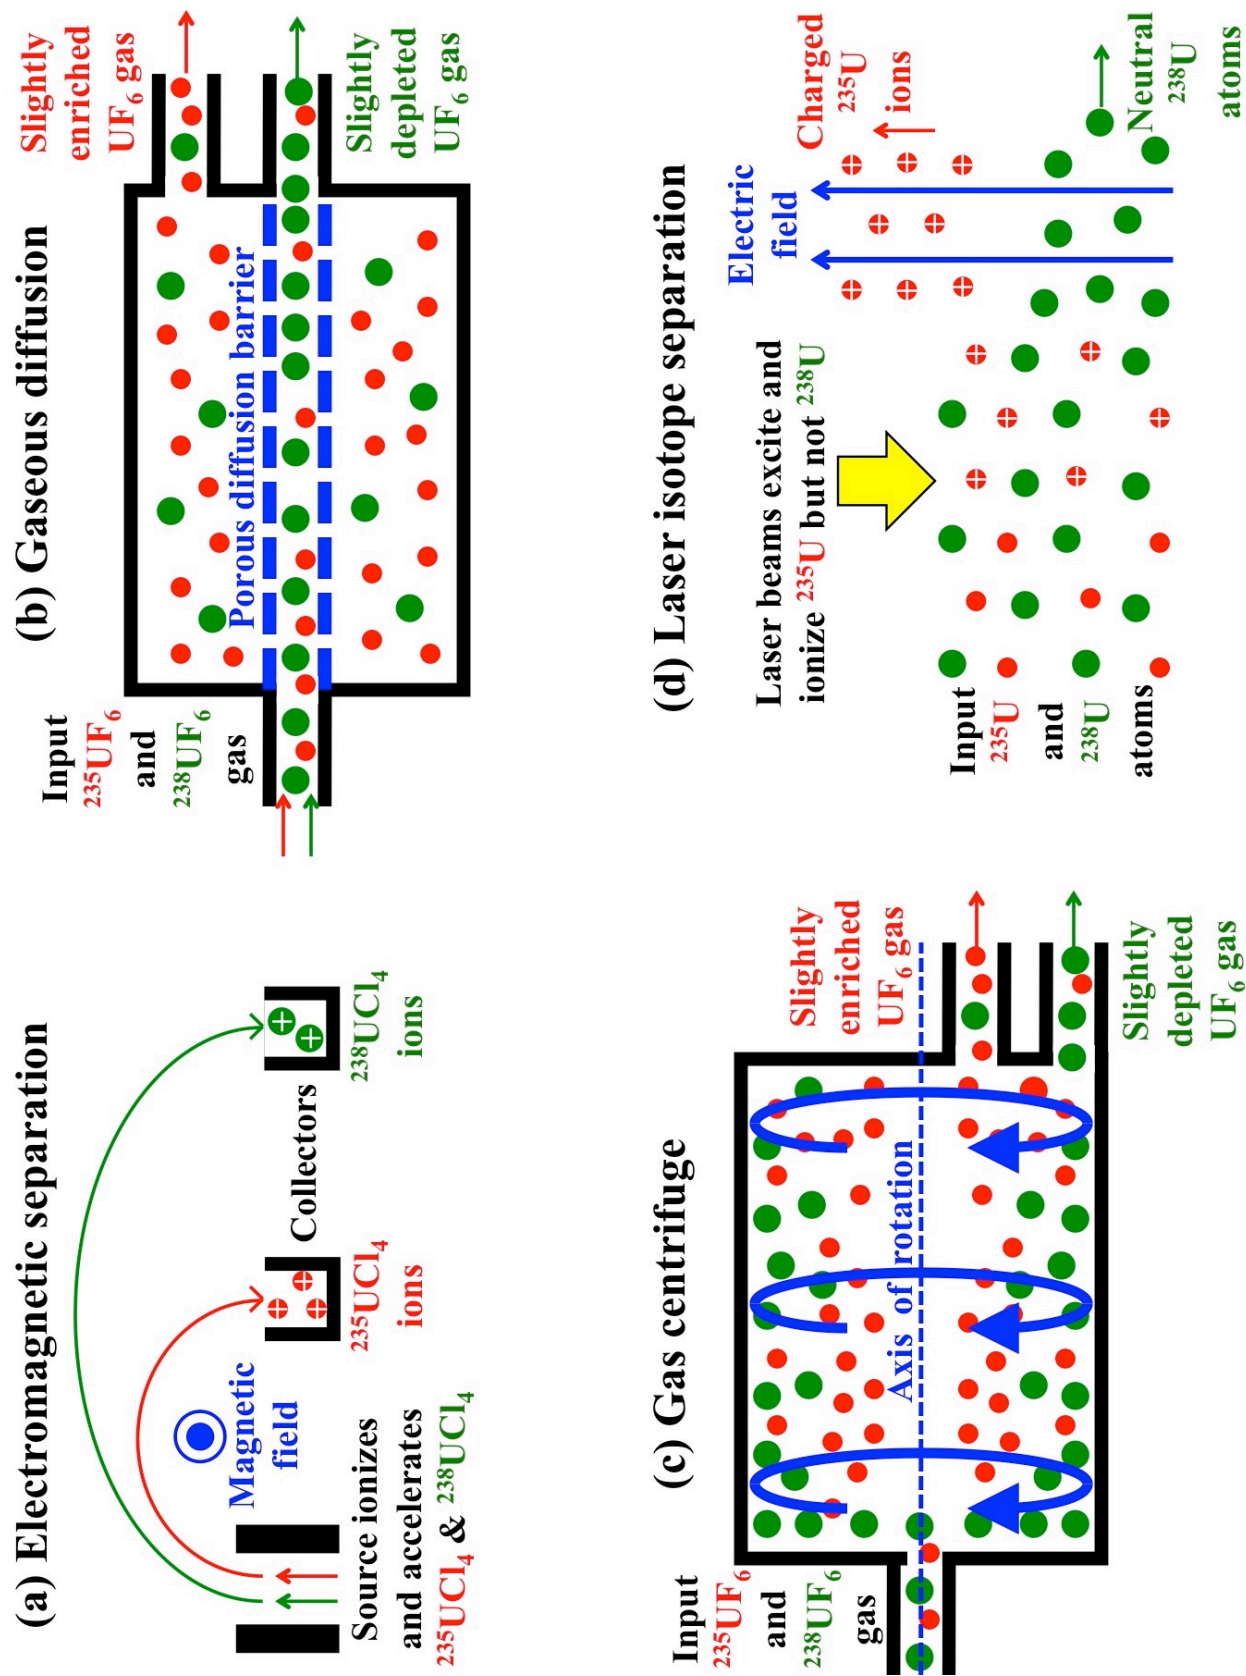 (a) Electromagnetic separation
Magnetic
field
Source ionizes
and accelerates
²³⁵UCl₄ & ²³⁸UCl₄
²³⁵UCl₄
ions
Collectors
²³⁸UCl₄
ions
(b) Gaseous diffusion
Input
²³⁵UF₆
and
²³⁸UF₆
gas
Porous diffusion barrier
Slightly
enriched
UF₆ gas
Slightly
depleted
UF₆ gas
(c) Gas centrifuge
Input
²³⁵UF₆
and
²³⁸UF₆
gas
Axis of rotation
Slightly
enriched
UF₆ gas
Slightly
depleted
UF₆ gas
(d) Laser isotope separation
Laser beams excite and
ionize ²³⁵U but not ²³⁸U
Input
²³⁵U
and
²³⁸U
atoms
Electric
field
Charged
²³⁵U
ions
Neutral
²³⁸U
atoms